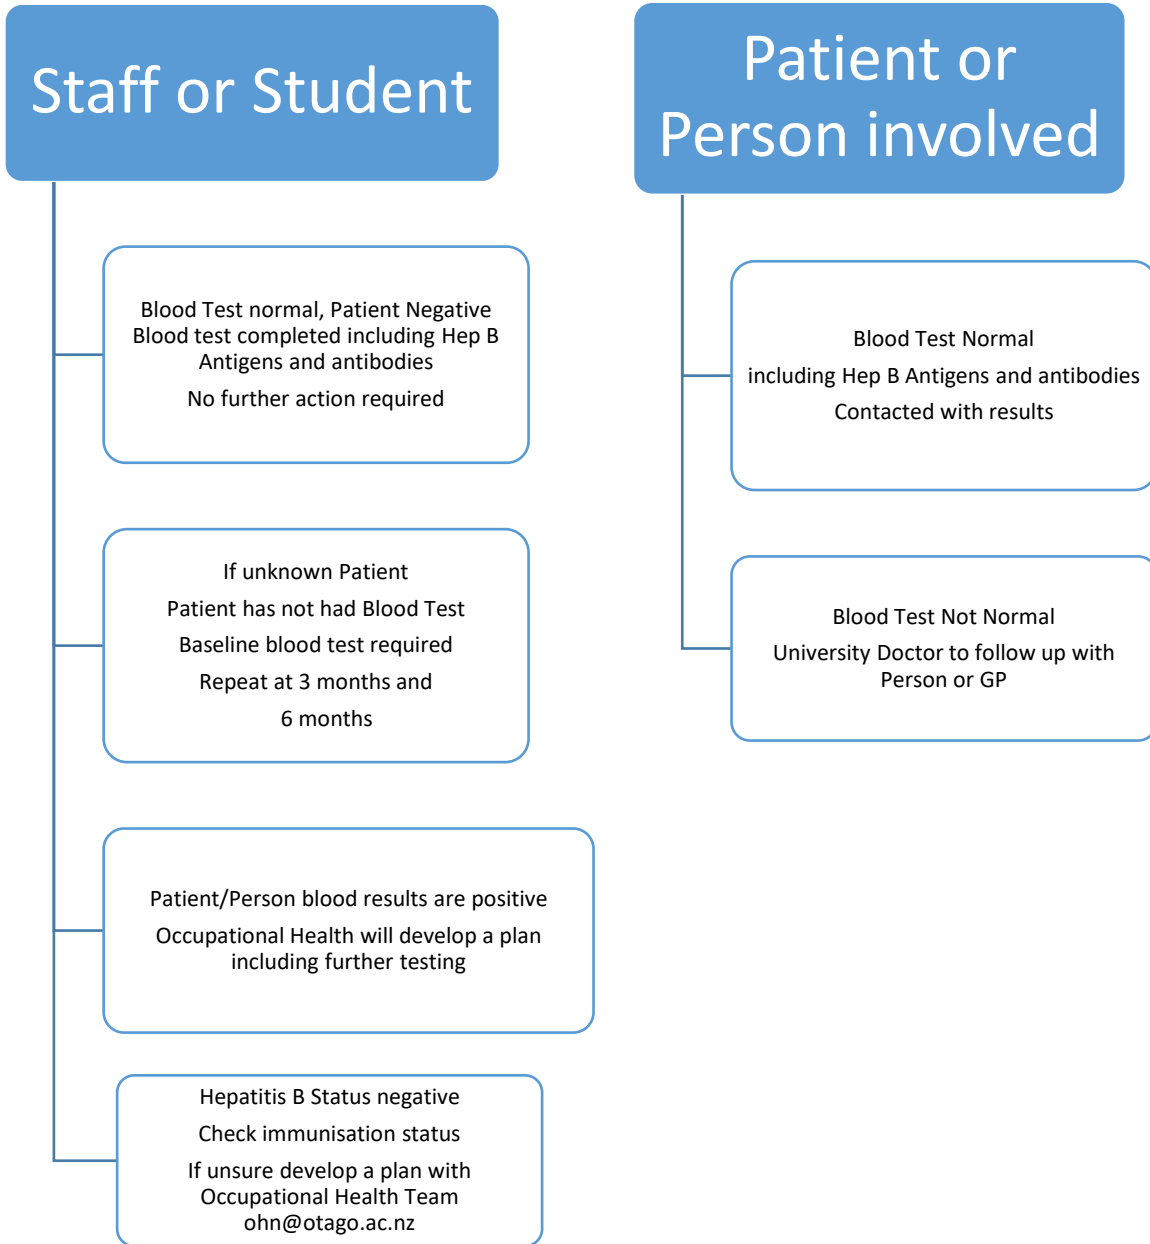 Staff or Student
Blood Test normal, Patient Negative
Blood test completed including Hep B
Antigens and antibodies
No further action required
If unknown Patient
Patient has not had Blood Test
Baseline blood test required
Repeat at 3 months and
6 months
Patient/Person blood results are positive
Occupational Health will develop a plan
including further testing
Hepatitis B Status negative
Check immunisation status
If unsure develop a plan with
Occupational Health Team
ohn@otago.ac.nz
Patient or
Person involved
Blood Test Normal
including Hep B Antigens and antibodies
Contacted with results
Blood Test Not Normal
University Doctor to follow up with
Person or GP